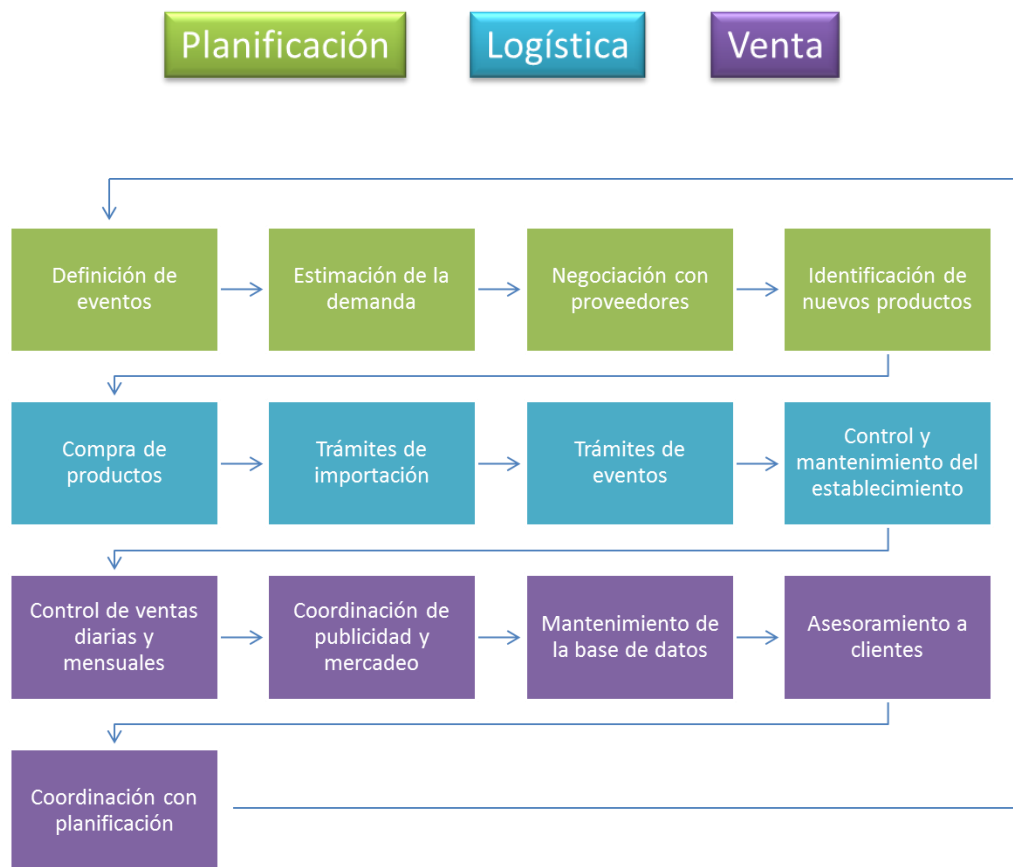 Planificación
Logística
Venta
Definición de
eventos
Estimación de la
demanda
Negociación con
proveedores
Identificación de
nuevos productos
Compra de
productos
Trámites de
importación
Trámites de
eventos
Control y
mantenimiento del
establecimiento
Control de ventas
diarias y
mensuales
Coordinación de
publicidad y
mercadeo
Mantenimiento de
la base de datos
Asesoramiento a
clientes
Coordinación con
planificación